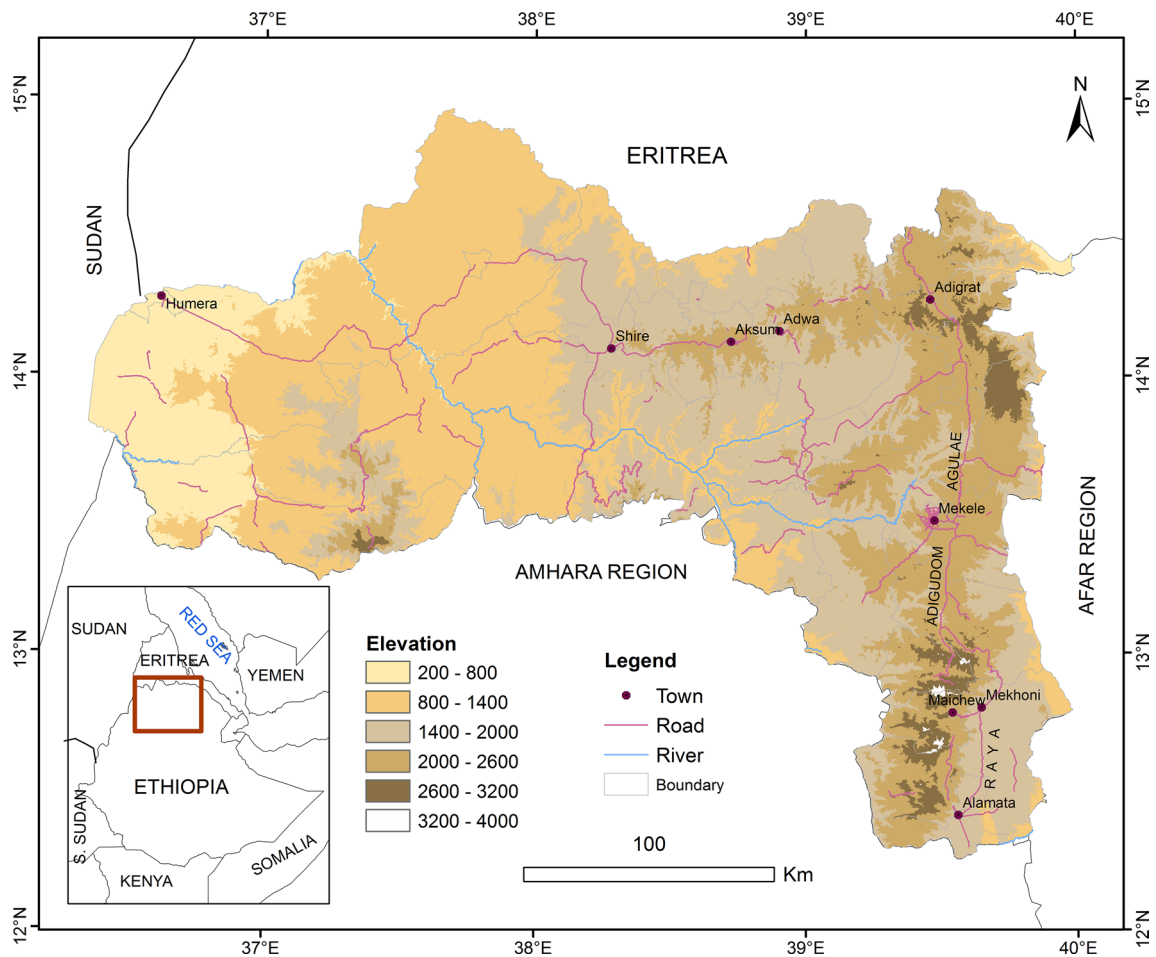 37°E
38°E
39°E
40°E
15°N
15°N
N
ERITREA
SUDAN
Humera
Adigrat
Shire
Aksum
Adwa
14°N
14°N
AGULAE
Mekele
AFAR REGION
AMHARA REGION
ADIGUDOM
13°N
13°N
Maichew
Mekhoni
RAYA
Alamata
SUDAN
RED SEA
ERITREA
YEMEN
ETHIOPIA
S. SUDAN
SOMALIA
KENYA
Elevation
200 - 800
800 - 1400
1400 - 2000
2000 - 2600
2600 - 3200
3200 - 4000
Legend
Town
Road
River
Boundary
100
Km
12°N
12°N
37°E
38°E
39°E
40°E